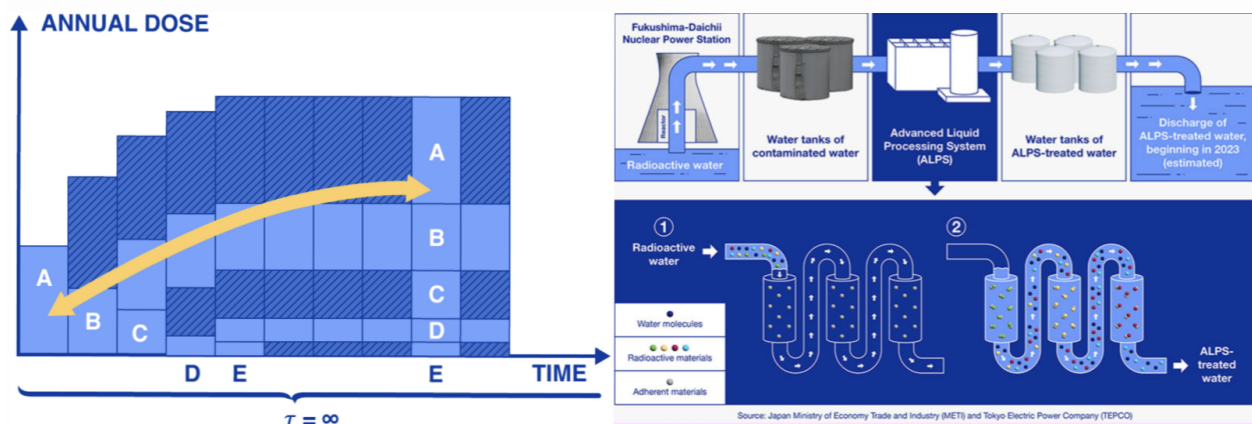 ANNUAL DOSE
A
B
C
A
B
C
D
D
E
E
TIME
τ = ∞
Fukushima-Daichii
Nuclear Power Station
Reactor
Radioactive water
Water tanks of
contaminated water
Advanced Liquid
Processing System
(ALPS)
Water tanks of
ALPS-treated water
Discharge of
ALPS-treated water,
beginning in 2023
(estimated)
1
Radioactive
water
2
Water molecules
Radioactive materials
Adherent materials
ALPS-
treated
water
Source: Japan Ministry of Economy Trade and Industry (METI) and Tokyo Electric Power Company (TEPCO)